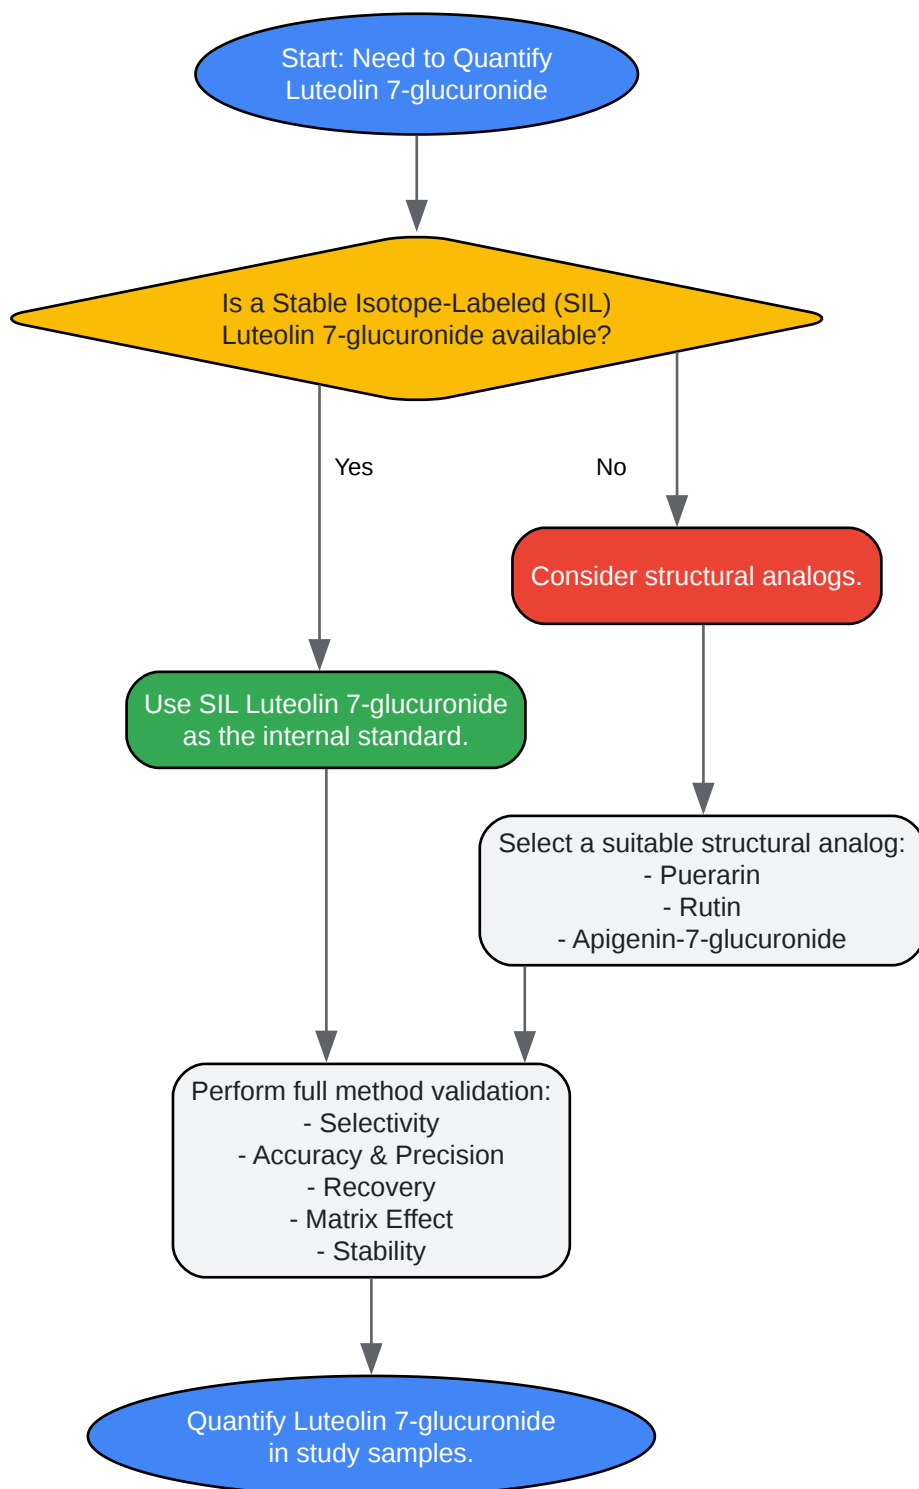 Start: Need to Quantify
Luteolin 7-glucuronide
Is a Stable Isotope-Labeled (SIL)
Luteolin 7-glucuronide available?
Yes
No
Consider structural analogs.
Use SIL Luteolin 7-glucuronide
as the internal standard.
Select a suitable structural analog:
- Puerarin
- Rutin
- Apigenin-7-glucuronide
Perform full method validation:
- Selectivity
- Accuracy & Precision
- Recovery
- Matrix Effect
- Stability
Quantify Luteolin 7-glucuronide
in study samples.